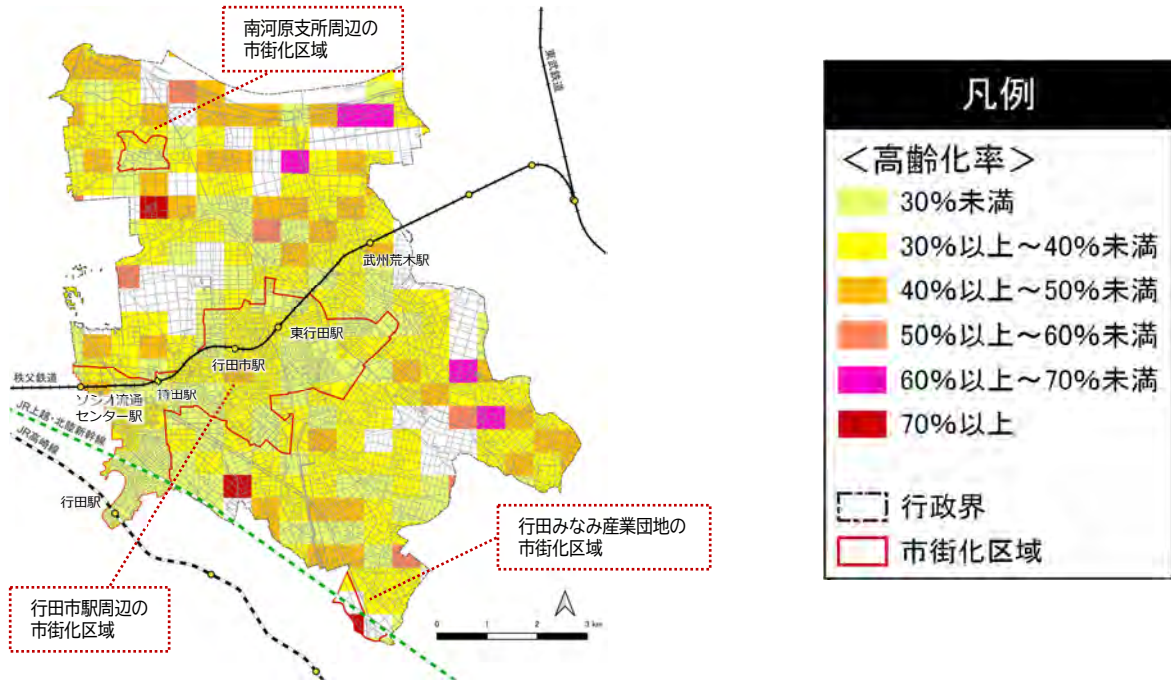 南河原支所周辺の
市街化区域
東武鉄道
武州荒木駅
東行田駅
行田市駅
秩父鉄道
持田駅
ソシオ流通
センター駅
JR上越・北陸新幹線
JR高崎線
行田駅
行田みなみ産業団地の
市街化区域
行田市駅周辺の
市街化区域
0 1 2 3 km
凡例
＜高齢化率＞
30%未満
30%以上～40%未満
40%以上～50%未満
50%以上～60%未満
60%以上～70%未満
70%以上
行政界
市街化区域